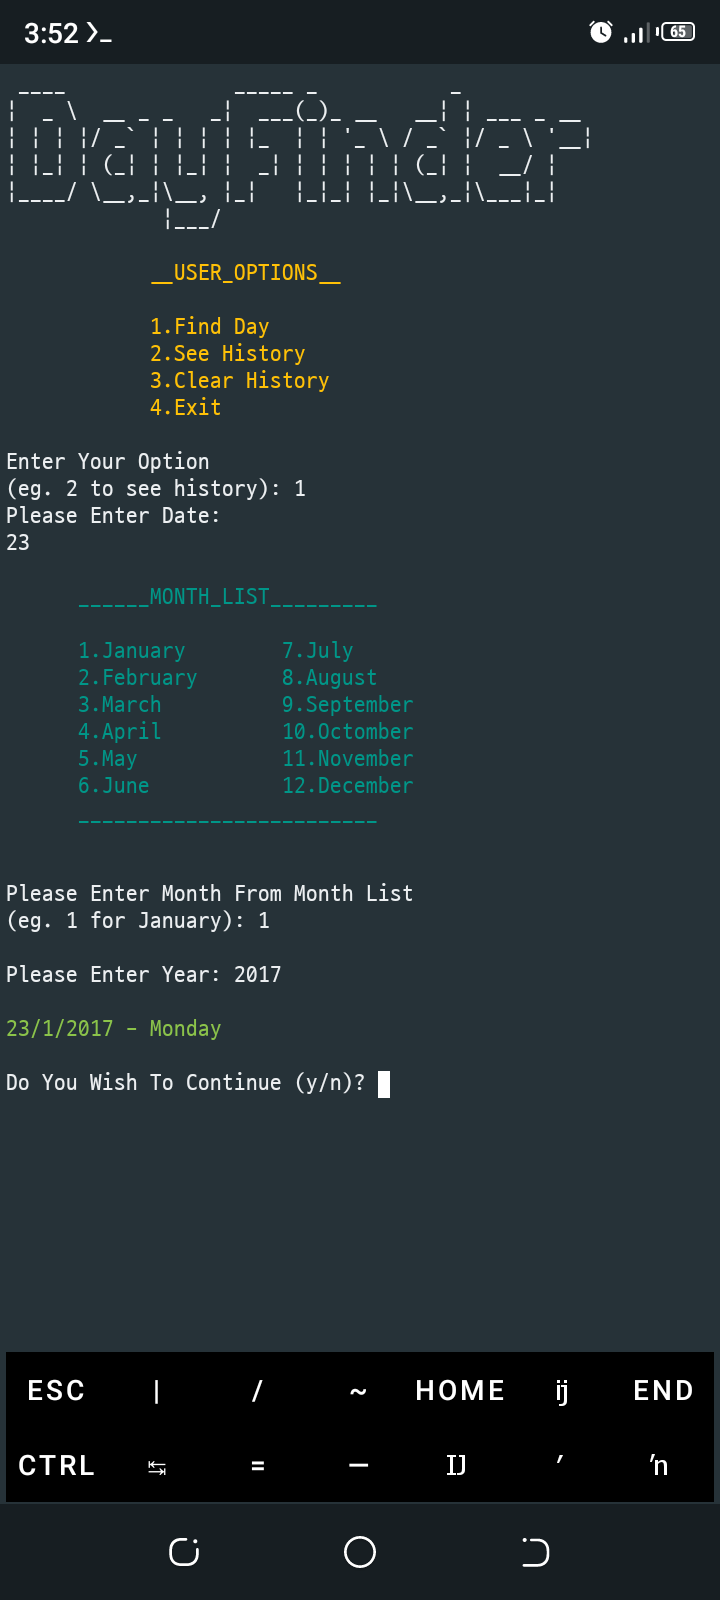 3:52 ❯_ 65
DayFinder
__USER_OPTIONS__
1.Find Day
2.See History
3.Clear History
4.Exit
Enter Your Option
(eg. 2 to see history): 1
Please Enter Date:
23
______MONTH_LIST_________
1.January 7.July
2.February 8.August
3.March 9.September
4.April 10.Octomber
5.May 11.November
6.June 12.December
_________________________
Please Enter Month From Month List
(eg. 1 for January): 1
Please Enter Year: 2017
23/1/2017 - Monday
Do You Wish To Continue (y/n)?
ESC | / ~ HOME ij END
CTRL ↹ = — IJ ′ ŉ